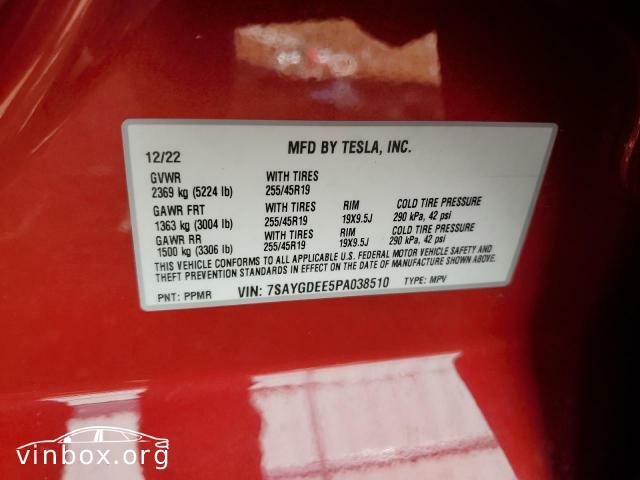 MFD BY TESLA, INC.
12/22
GVWR WITH TIRES
2369 kg (5224 lb) 255/45R19
GAWR FRT WITH TIRES RIM COLD TIRE PRESSURE
1363 kg (3004 lb) 255/45R19 19X9.5J 290 kPa, 42 psi
GAWR RR WITH TIRES RIM COLD TIRE PRESSURE
1500 kg (3306 lb) 255/45R19 19X9.5J 290 kPa, 42 psi
THIS VEHICLE CONFORMS TO ALL APPLICABLE U.S. FEDERAL MOTOR VEHICLE SAFETY AND
THEFT PREVENTION STANDARDS IN EFFECT ON THE DATE OF MANUFACTURE SHOWN ABOVE.
PNT: PPMR VIN: 7SAYGDEE5PA038510 TYPE: MPV
vinbox.org